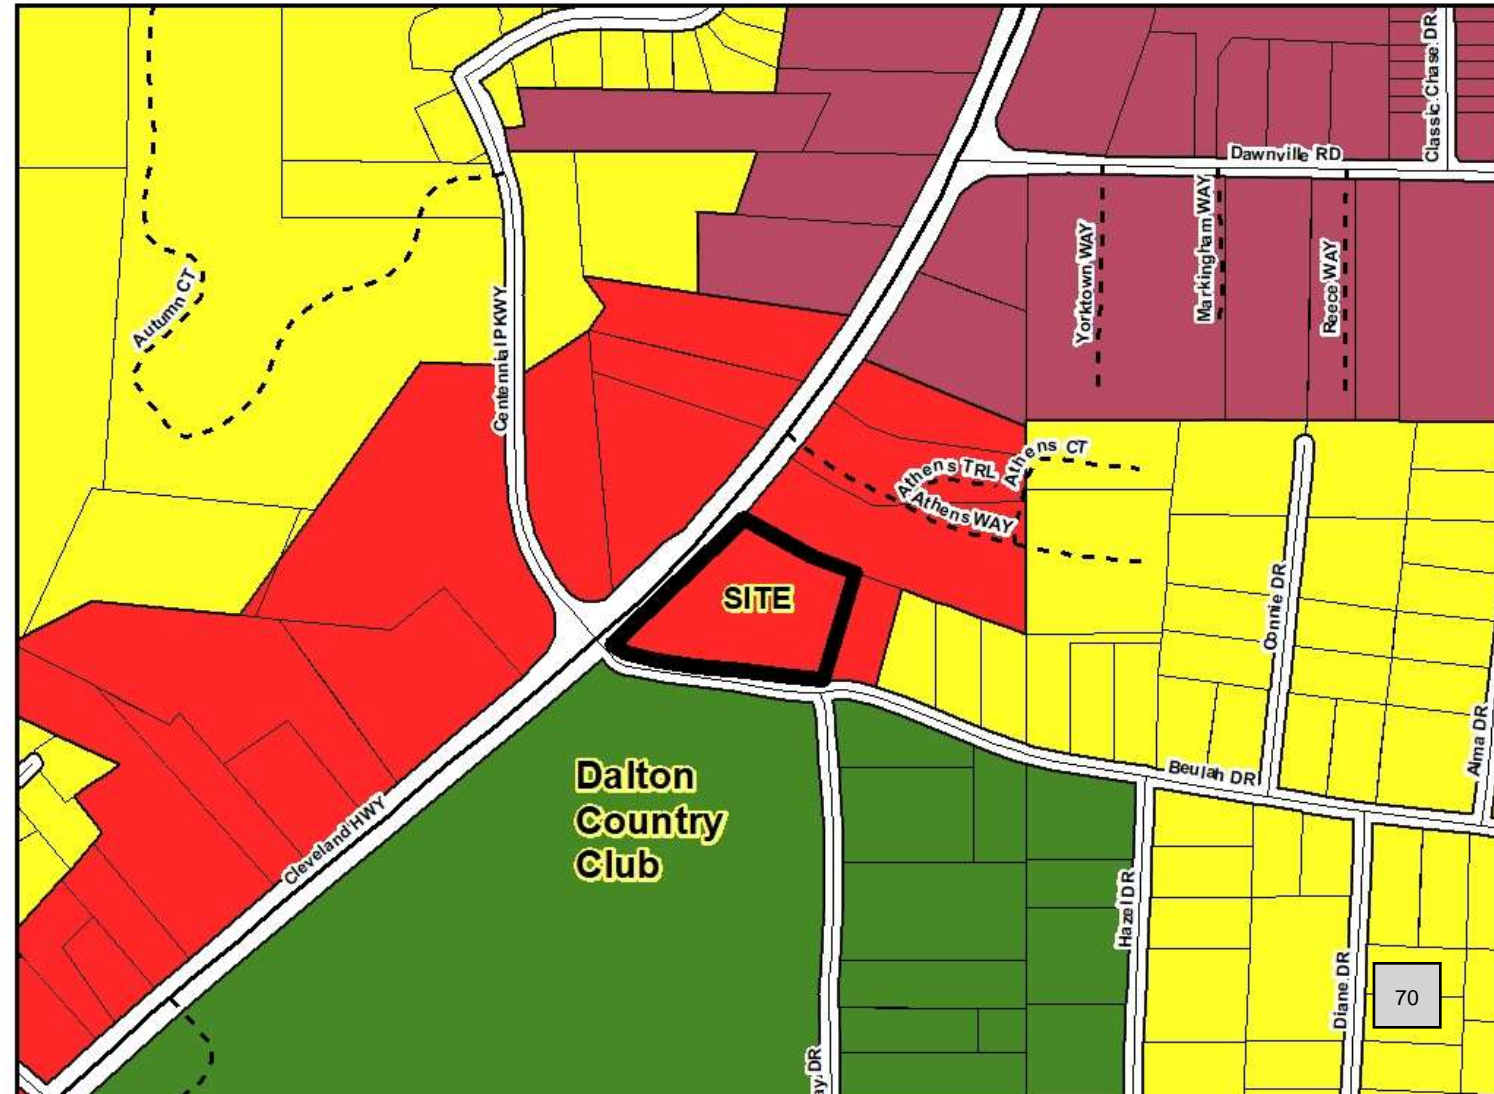 Classic Chase DR
Dawnville RD
Yorktown WAY
Markingham WAY
Reece WAY
Autumn CT
Centennial PKWY
Athens CT
Athens TRL
Athens WAY
SITE
Connie DR
Alma DR
Beulah DR
Dalton
Country
Club
Cleveland HWY
Hazel DR
Diane DR
70
ay DR